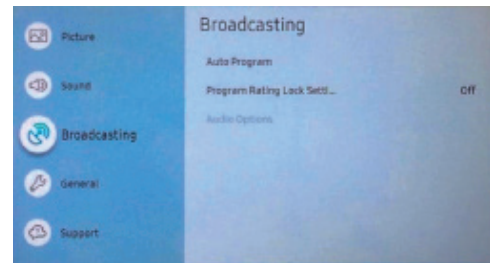 Picture
Sound
Broadcasting
General
Support
Broadcasting
Auto Program
Program Rating Lock Setti...
Off
Audio Options